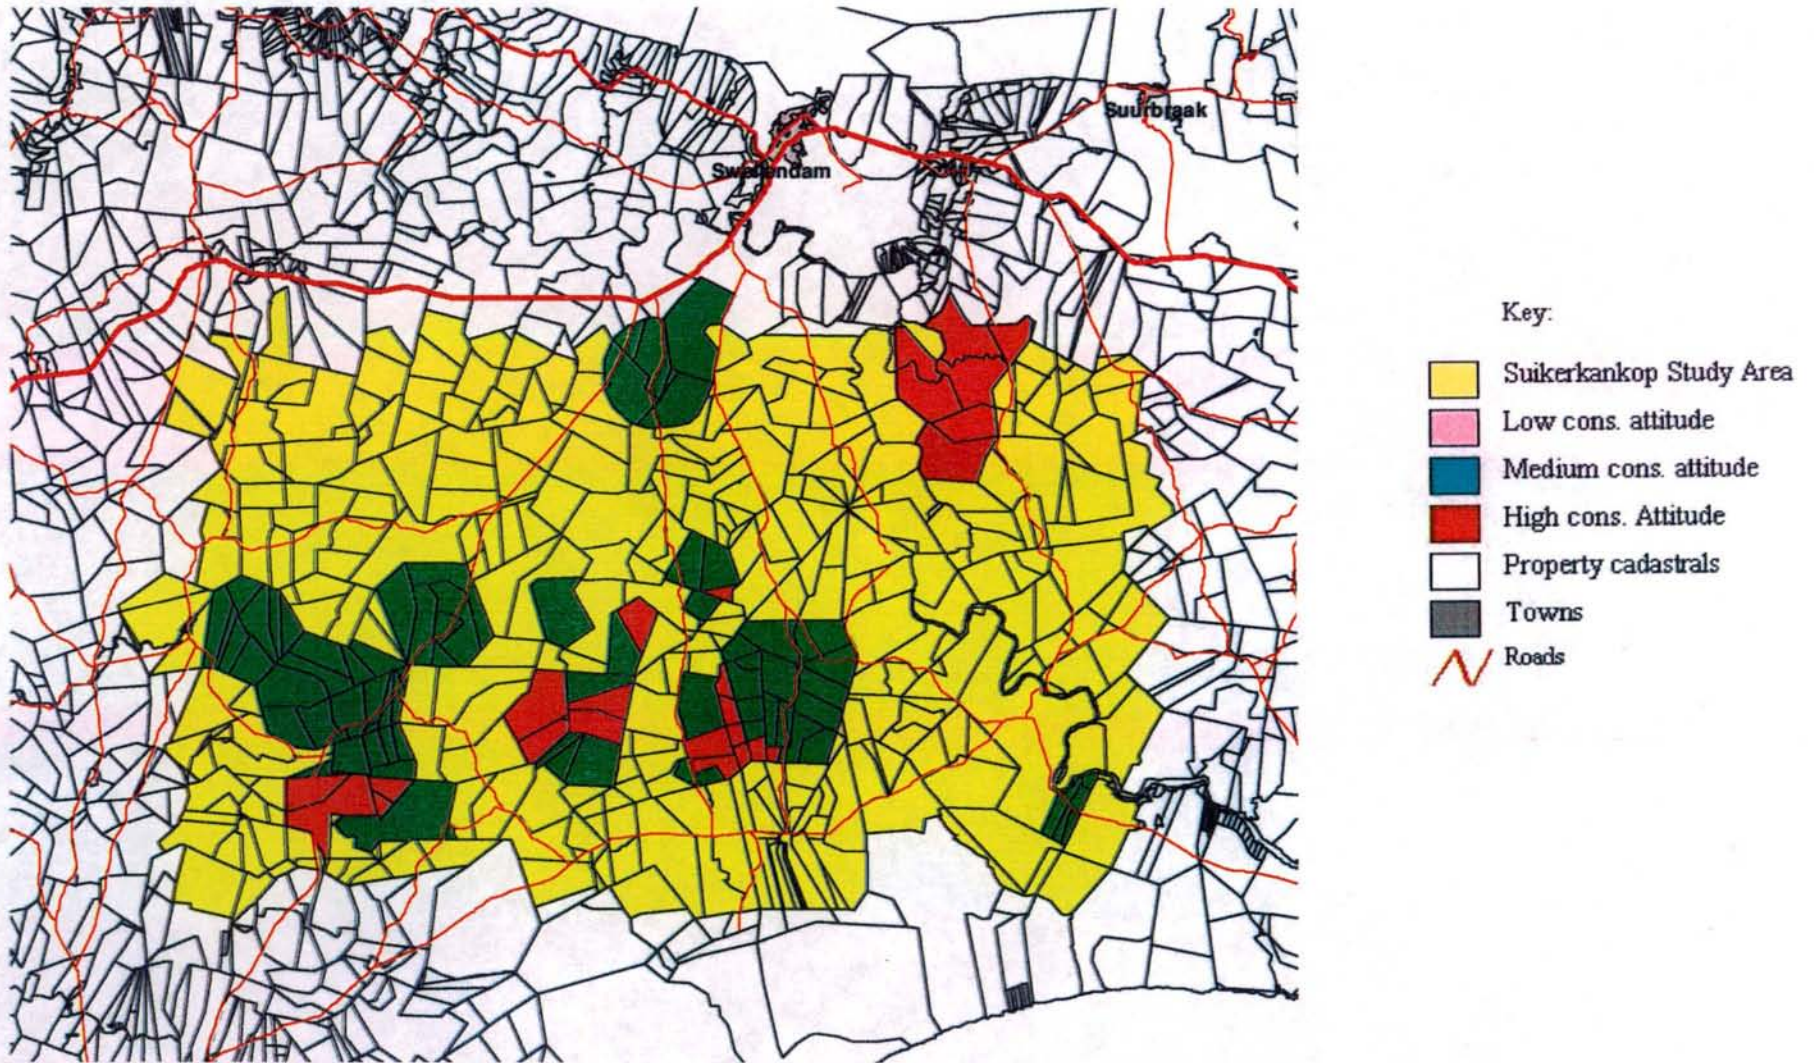 Suurbraak
Swellendam
Key:
Suikerkankop Study Area
Low cons. attitude
Medium cons. attitude
High cons. Attitude
Property cadastrals
Towns
Roads